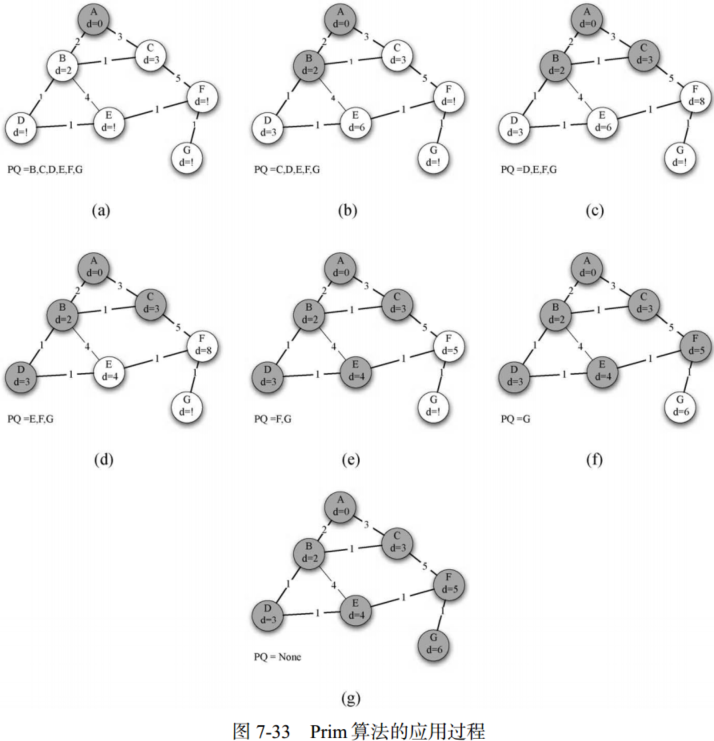 A
d=0
2
3
B
d=2
1
C
d=3
5
1
4
F
d=!
D
d=!
1
E
d=!
1
1
G
d=!
PQ =B,C,D,E,F,G
(a)
A
d=0
2
3
B
d=2
1
C
d=3
5
1
4
F
d=!
D
d=3
1
E
d=6
1
1
G
d=!
PQ =C,D,E,F,G
(b)
A
d=0
2
3
B
d=2
1
C
d=3
5
1
4
F
d=8
D
d=3
1
E
d=6
1
1
G
d=!
PQ =D,E,F,G
(c)
A
d=0
2
3
B
d=2
1
C
d=3
5
1
4
F
d=8
D
d=3
1
E
d=4
1
1
G
d=!
PQ =E,F,G
(d)
A
d=0
2
3
B
d=2
1
C
d=3
5
1
4
F
d=5
D
d=3
1
E
d=4
1
1
G
d=!
PQ =F,G
(e)
A
d=0
2
3
B
d=2
1
C
d=3
5
1
4
F
d=5
D
d=3
1
E
d=4
1
1
G
d=6
PQ =G
(f)
A
d=0
2
3
B
d=2
1
C
d=3
5
1
4
F
d=5
D
d=3
1
E
d=4
1
1
G
d=6
PQ = None
(g)
图 7-33 Prim 算法的应用过程